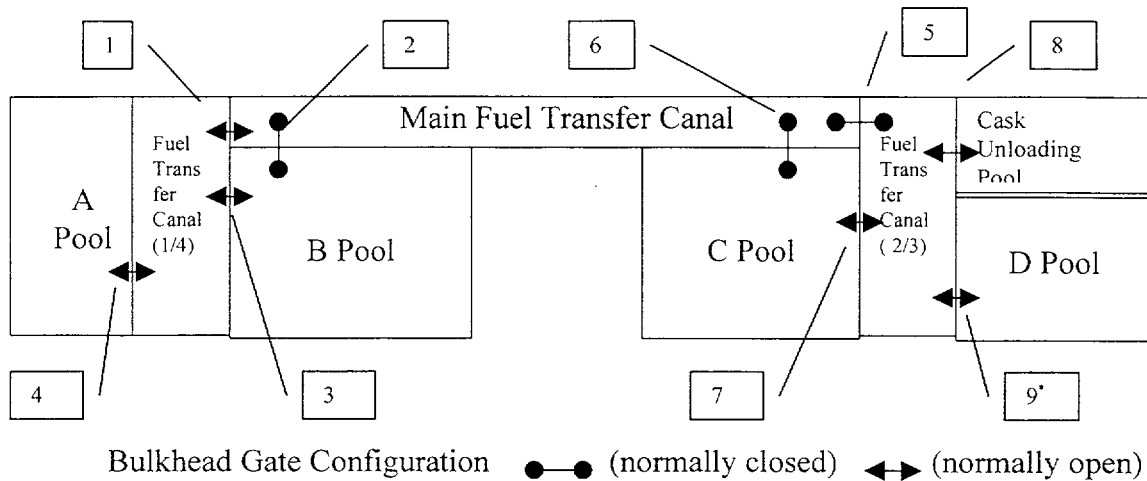 1
2
6
5
8
Main Fuel Transfer Canal
Fuel
Trans
fer
Canal
(1/4)
A
Pool
B Pool
C Pool
Fuel
Trans
fer
Canal
( 2/3)
Cask
Unloading
Pool
D Pool
4
3
7
9*
Bulkhead Gate Configuration (normally closed) (normally open)